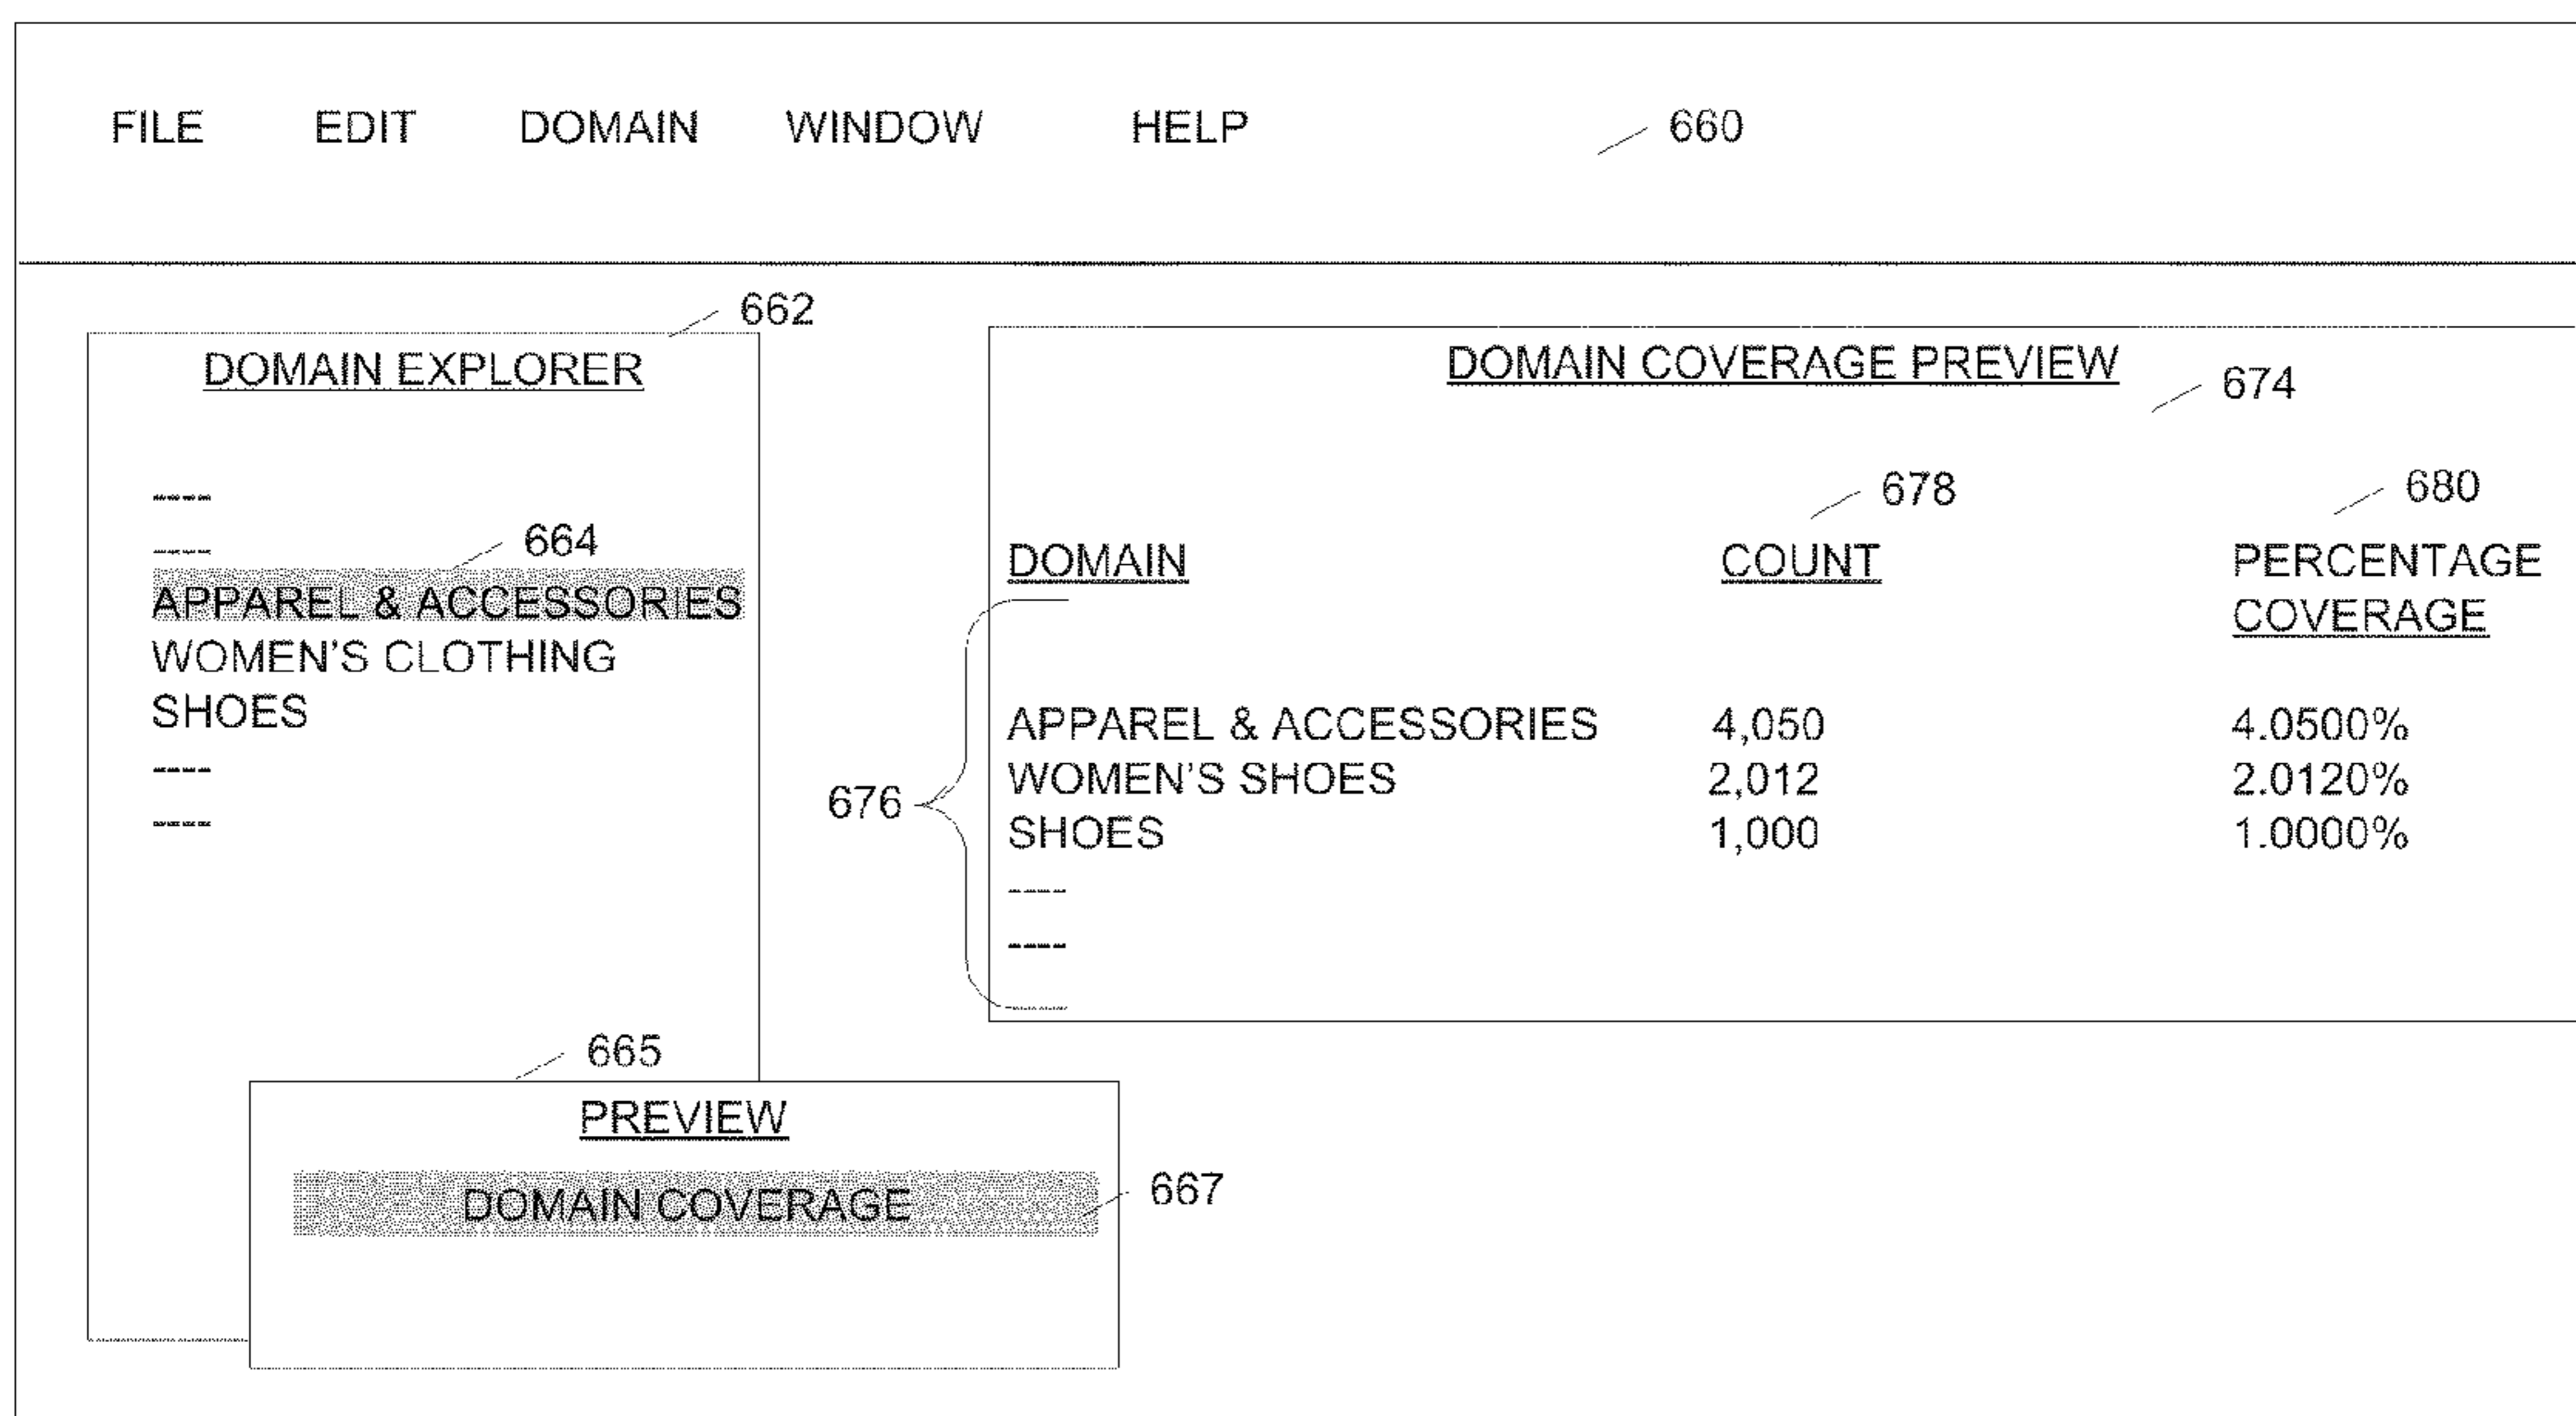 FILE EDIT DOMAIN WINDOW HELP 660
662
DOMAIN EXPLORER
----
----
664
APPAREL & ACCESSORIES
WOMEN'S CLOTHING
SHOES
----
----
DOMAIN COVERAGE PREVIEW
674
678 680
DOMAIN COUNT PERCENTAGE
COVERAGE
APPAREL & ACCESSORIES 4,050 4.0500%
WOMEN'S SHOES 2,012 2.0120%
SHOES 1,000 1.0000%
----
----
676
665
PREVIEW
DOMAIN COVERAGE 667